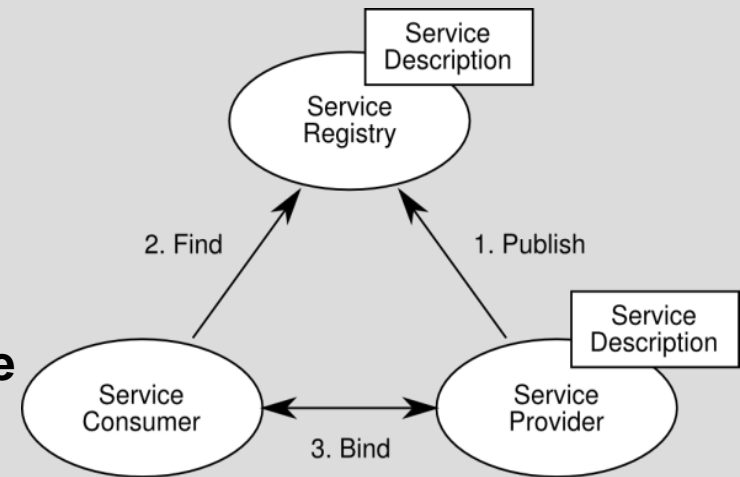 Service
Description
Service
Registry
2. Find
1. Publish
Service
Description
e
Service
Consumer
Service
Provider
3. Bind